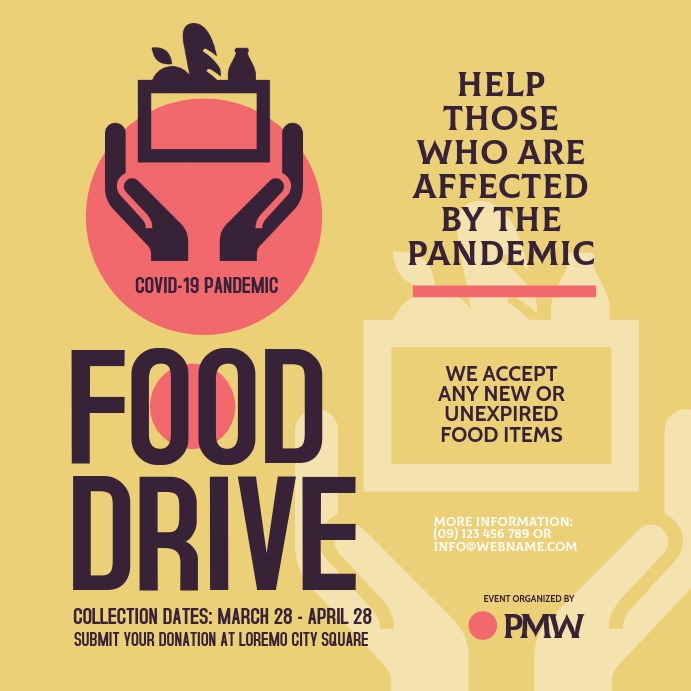 COVID-19 PANDEMIC
FOOD
DRIVE
COLLECTION DATES: MARCH 28 - APRIL 28
SUBMIT YOUR DONATION AT LOREMO CITY SQUARE
HELP
THOSE
WHO ARE
AFFECTED
BY THE
PANDEMIC
WE ACCEPT
ANY NEW OR
UNEXPIRED
FOOD ITEMS
MORE INFORMATION:
(09) 123 456 789 OR
INFO@WEBNAME.COM
EVENT ORGANIZED BY
PMW